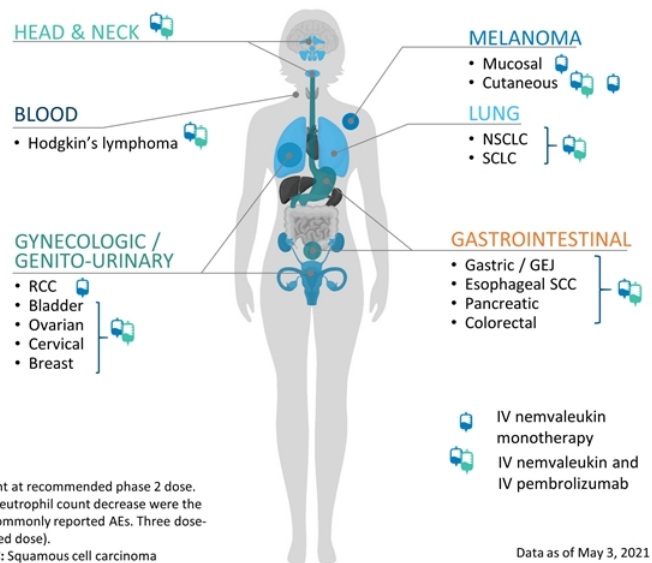 HEAD & NECK
BLOOD
• Hodgkin's lymphoma
GYNECOLOGIC /
GENITO-URINARY
• RCC
• Bladder
• Ovarian
• Cervical
• Breast
MELANOMA
• Mucosal
• Cutaneous
LUNG
• NSCLC
• SCLC
GASTROINTESTINAL
• Gastric / GEJ
• Esophageal SCC
• Pancreatic
• Colorectal
IV nemvaleukin
monotherapy
IV nemvaleukin and
IV pembrolizumab
at recommended phase 2 dose.
eutrophil count decrease were the
ommonly reported AEs. Three dose-
ed dose).
: Squamous cell carcinoma
Data as of May 3, 2021